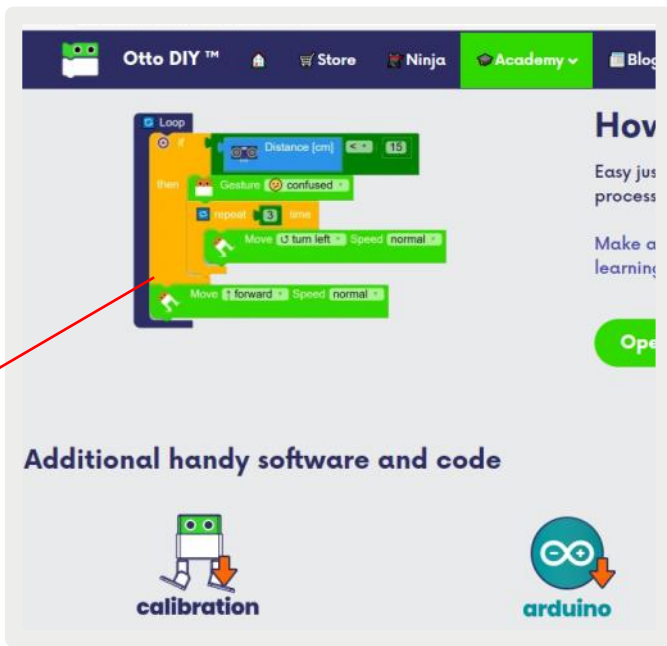 Otto DIY ™ Store Ninja Academy Blog
Loop
if Distance [cm] < 15
then Gesture confused
repeat 3 time
Move ↺ turn left Speed normal
Move ↑ forward Speed normal
How
Easy jus
process
Make a
learning
Ope
Additional handy software and code
calibration
arduino